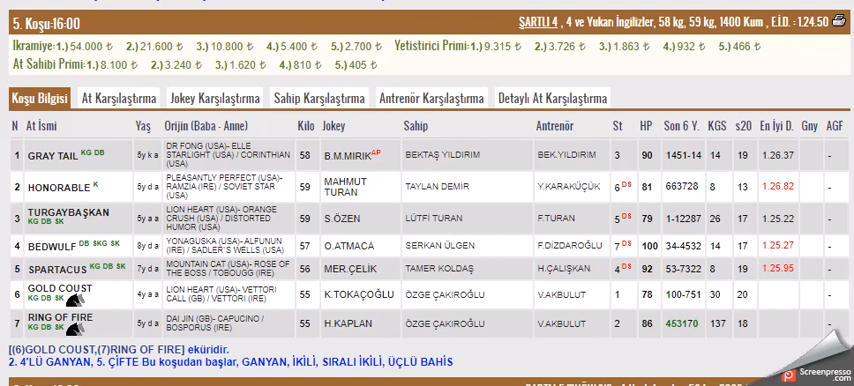 5. Koşu:16:00 ŞARTLI 4 , 4 ve Yukarı İngilizler, 58 kg, 59 kg, 1400 Kum , E.İ.D. : 1.24.50
İkramiye: 1.) 54.000 ₺ 2.) 21.600 ₺ 3.) 10.800 ₺ 4.) 5.400 ₺ 5.) 2.700 ₺ Yetistirici Primi: 1.) 9.315 ₺ 2.) 3.726 ₺ 3.) 1.863 ₺ 4.) 932 ₺ 5.) 466 ₺
At Sahibi Primi: 1.) 8.100 ₺ 2.) 3.240 ₺ 3.) 1.620 ₺ 4.) 810 ₺ 5.) 405 ₺
Koşu Bilgisi At Karşılaştırma Jokey Karşılaştırma Sahip Karşılaştırma Antrenör Karşılaştırma Detaylı At Karşılaştırma
N At İsmi Yaş Orijin (Baba - Anne) Kilo Jokey Sahip Antrenör St HP Son 6 Y. KGS s20 En İyi D. Gny AGF
1 GRAY TAIL KG DB 5y k a DR FONG (USA)- ELLE STARLIGHT (USA) / CORINTHIAN (USA) 58 B.M.MIRIK AP BEKTAŞ YILDIRIM BEK.YILDIRIM 3 90 1451-14 14 19 1.26.37 -
2 HONORABLE K 5y d a PLEASANTLY PERFECT (USA)- RAMZIA (IRE) / SOVIET STAR (USA) 59 MAHMUT TURAN TAYLAN DEMİR Y.KARAKÜÇÜK 6 DS 81 663728 8 13 1.26.82 -
3 TURGAYBAŞKAN KG DB SK 5y a a LION HEART (USA)- ORANGE CRUSH (USA) / DISTORTED HUMOR (USA) 59 S.ÖZEN LÜTFİ TURAN F.TURAN 5 DS 79 1-12287 26 17 1.25.22 -
4 BEDWULF DB SKG SK 8y d a YONAGUSKA (USA)- ALFUNUN (IRE) / SADLER'S WELLS (USA) 57 O.ATMACA SERKAN ÜLGEN F.DİZDAROĞLU 7 DS 100 34-4532 14 17 1.25.27 -
5 SPARTACUS KG DB SK 7y d a MOUNTAIN CAT (USA)- ROSE OF THE BOSS / TOBOUGG (IRE) 56 MER.ÇELİK TAMER KOLDAŞ H.ÇALIŞKAN 4 DS 92 53-7322 8 19 1.25.95 -
6 GOLD COUST KG DB SK 4y a a LION HEART (USA)- VETTORI CALL (GB) / VETTORI (IRE) 55 K.TOKAÇOĞLU ÖZGE ÇAKIROĞLU V.AKBULUT 1 78 100-751 30 20 -
7 RING OF FIRE KG DB SK 5y d a DAI JIN (GB)- CAPUCINO / BOSPORUS (IRE) 55 H.KAPLAN ÖZGE ÇAKIROĞLU V.AKBULUT 2 86 453170 137 18 -
[(6)GOLD COUST,(7)RING OF FIRE] eküridir.
2. 4'LÜ GANYAN, 5. ÇİFTE Bu koşudan başlar, GANYAN, İKİLİ, SIRALI İKİLİ, ÜÇLÜ BAHİS
Screenpresso.com